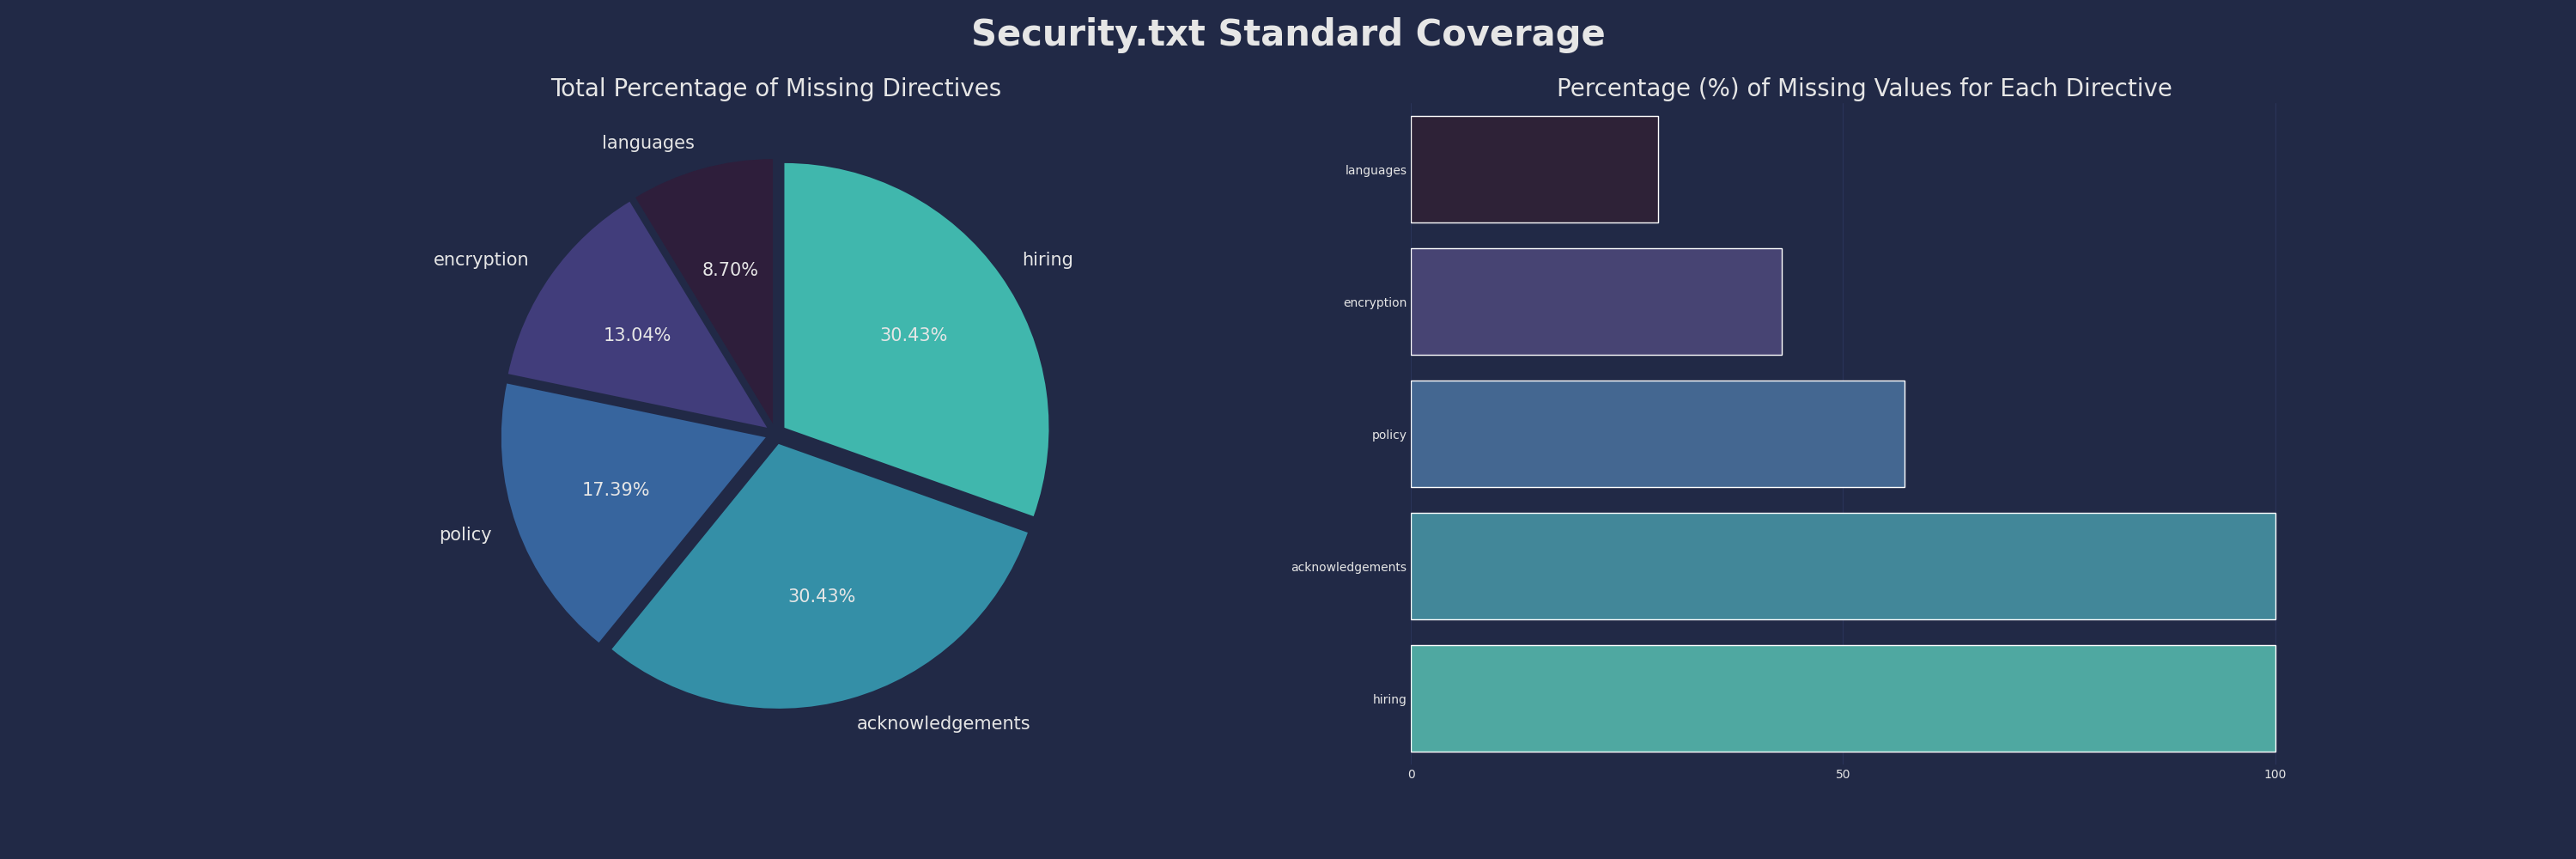 Security.txt Standard Coverage
Total Percentage of Missing Directives
languages
encryption
policy
acknowledgements
hiring
8.70%
13.04%
17.39%
30.43%
30.43%
Percentage (%) of Missing Values for Each Directive
languages
encryption
policy
acknowledgements
hiring
0
50
100